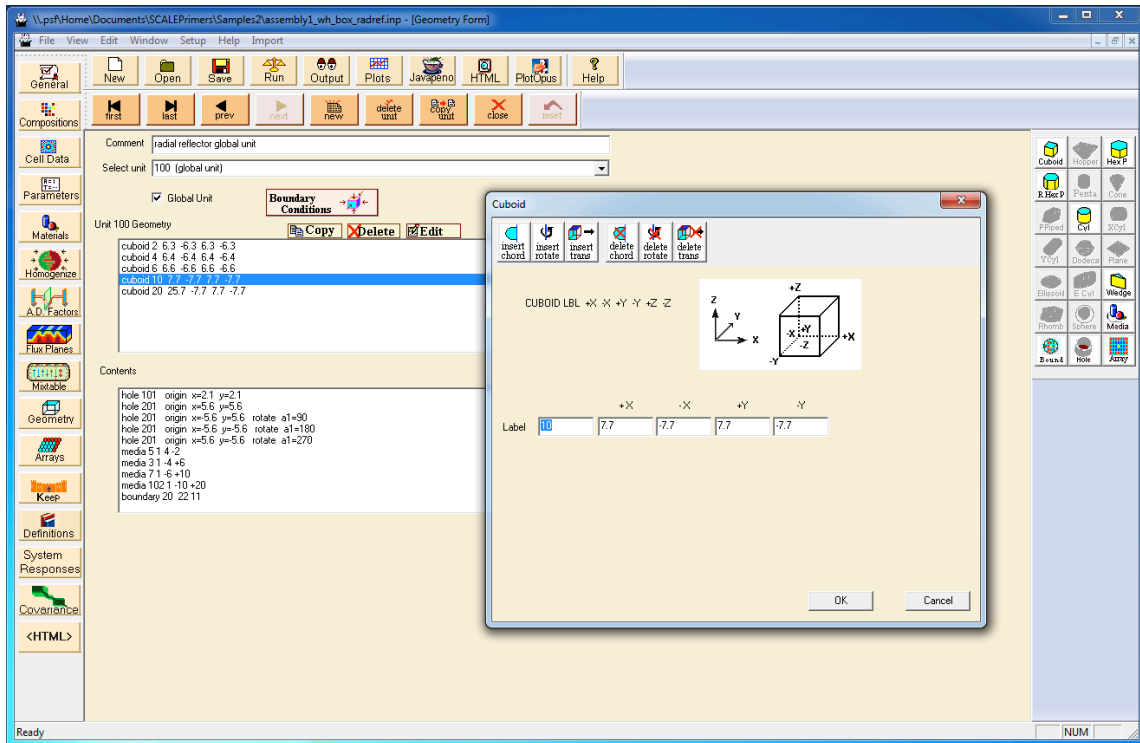 \\.psf\Home\Documents\SCALEPrimers\Samples2\assembly1_wh_box_radref.inp - [Geometry Form]
File View Edit Window Setup Help Import
General
New Open Save Run Output Plots Javapeno HTML PlotOpus Help
Compositions
first last prev next new delete unit copy unit close reset
Cell Data
Parameters
Materials
Homogenize
A.D. Factors
Flux Planes
Mixtable
Geometry
Arrays
Keep
Definitions
System Responses
Covariance
<HTML>
Comment radial reflector global unit
Select unit 100 (global unit)
Global Unit
Boundary Conditions
Unit 100 Geometry
Copy Delete Edit
cuboid 2 6.3 -6.3 6.3 -6.3
cuboid 4 6.4 -6.4 6.4 -6.4
cuboid 6 6.6 -6.6 6.6 -6.6
cuboid 10 7.7 -7.7 7.7 -7.7
cuboid 20 25.7 -7.7 7.7 -7.7
Contents
hole 101 origin x=2.1 y=2.1
hole 201 origin x=5.6 y=5.6
hole 201 origin x=-5.6 y=5.6 rotate a1=90
hole 201 origin x=-5.6 y=-5.6 rotate a1=180
hole 201 origin x=5.6 y=-5.6 rotate a1=270
media 5 1 4 -2
media 3 1 -4 +6
media 7 1 -6 +10
media 102 1 -10 +20
boundary 20 22 11
Cuboid
insert chord insert rotate insert trans delete chord delete rotate delete trans
CUBOID LBL +X -X +Y -Y +Z -Z
Z
Y
X
+Z
-X +Y
-Z
+X
-Y
+X -X +Y -Y
Label 10 7.7 -7.7 7.7 -7.7
OK Cancel
Cuboid Hopper Hex P
R Hex P Penta Cone
PPiped Cyl XCyl
YCyl Dodeca Plane
Ellissoid E Cyl Wedge
Rhomb Sphere Media
Bound Hole Array
Ready
NUM